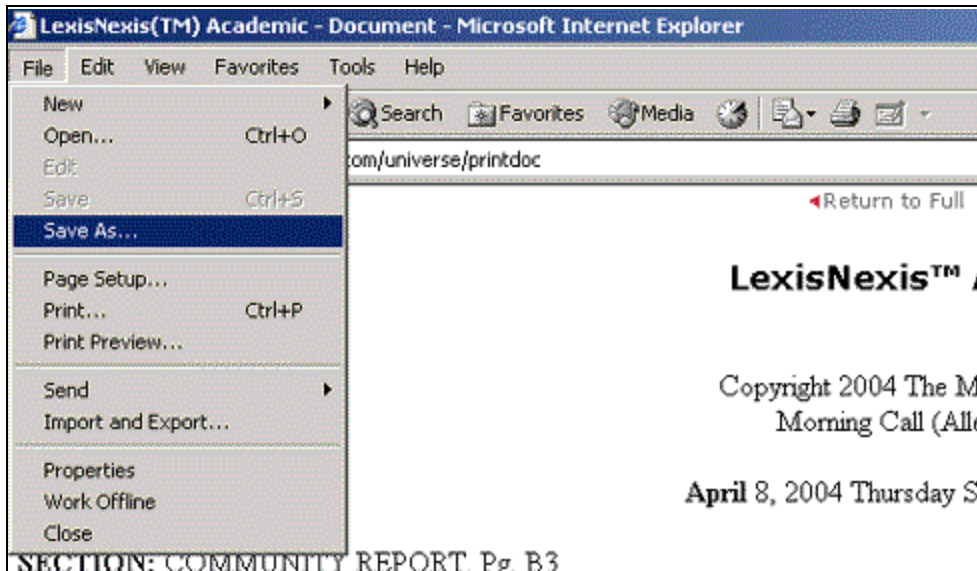 LexisNexis(TM) Academic - Document - Microsoft Internet Explorer
File Edit View Favorites Tools Help
New
Search Favorites Media
Open... Ctrl+O
Edit
com/universe/printdoc
Save Ctrl+S
Return to Full
Save As...
Page Setup...
LexisNexis™
Print... Ctrl+P
Print Preview...
Send
Copyright 2004 The M
Import and Export...
Morning Call (Alle
Properties
Work Offline
April 8, 2004 Thursday S
Close
SECTION: COMMUNITY REPORT, Pg. B3